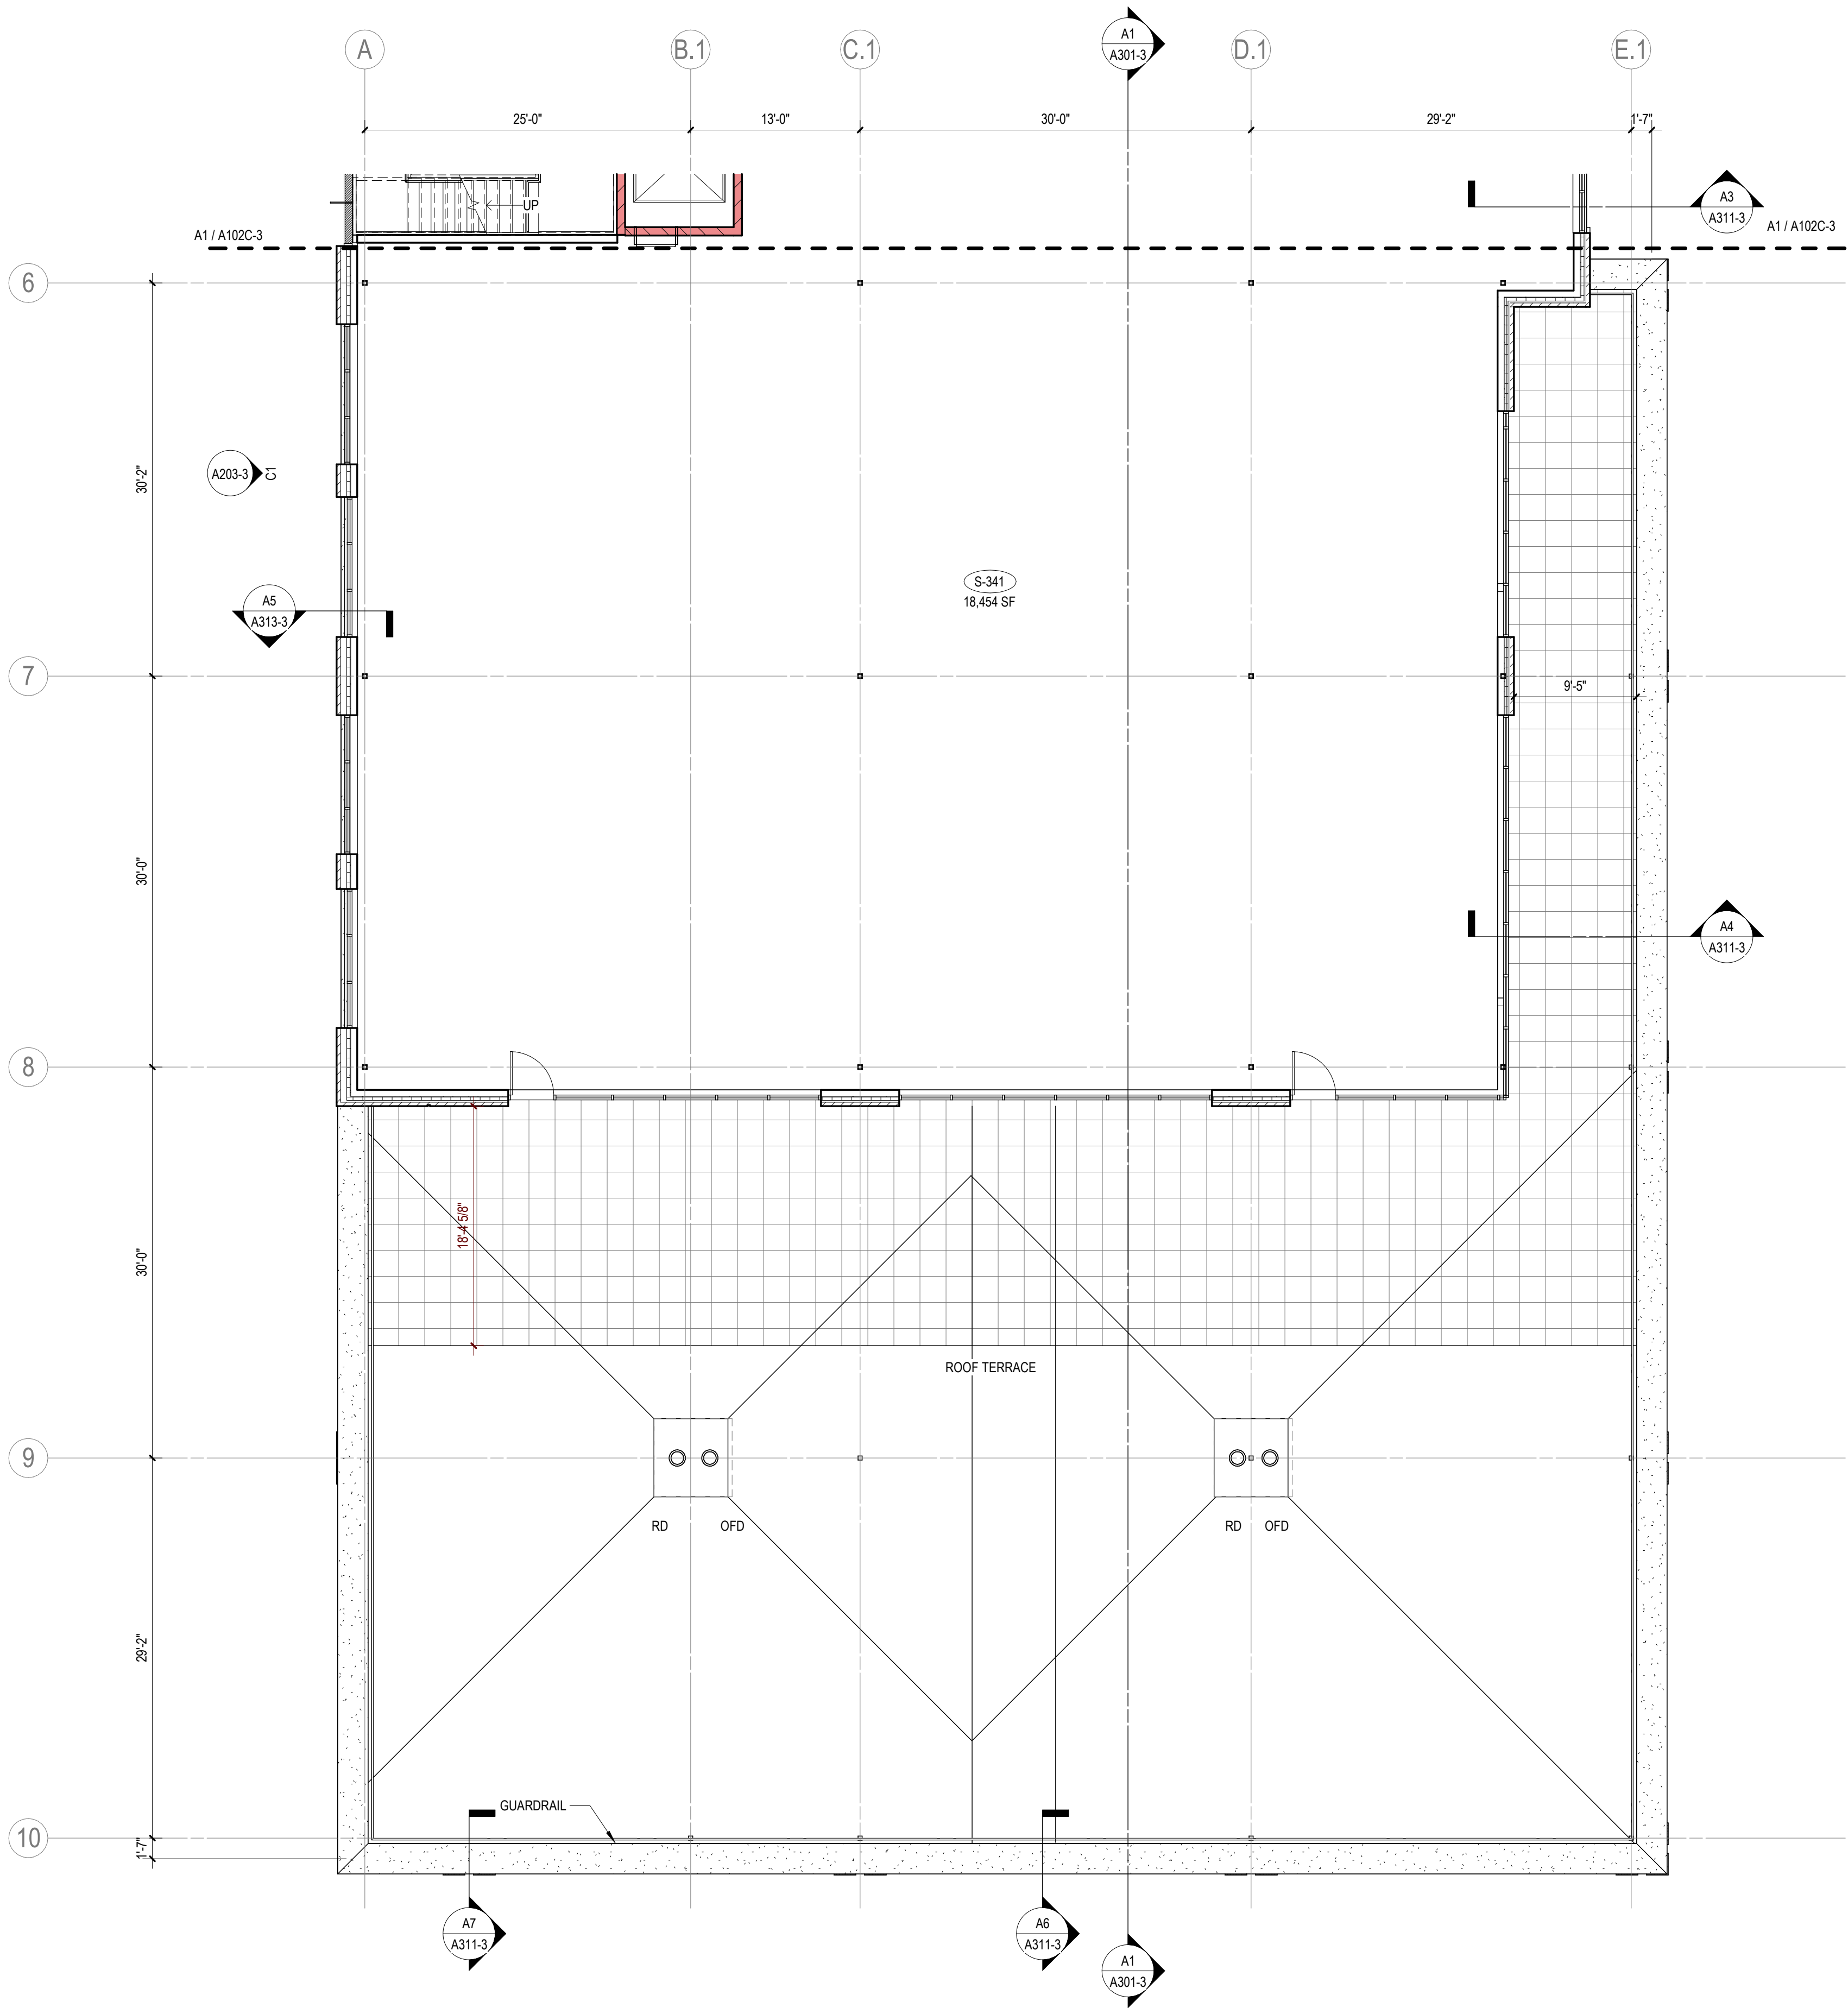 A
B.1
C.1
A1
A301-3
D.1
E.1
25'-0"
13'-0"
30'-0"
29'-2"
1'-7"
UP
A3
A311-3
A1 / A102C-3
A1 / A102C-3
6
30'-2"
A203-3
C1
S-341
18,454 SF
A5
A313-3
7
9'-5"
30'-0"
A4
A311-3
8
18'-4 5/8"
30'-0"
ROOF TERRACE
9
RD
OFD
RD
OFD
29'-2"
GUARDRAIL
10
1'-7"
A7
A311-3
A6
A311-3
A1
A301-3